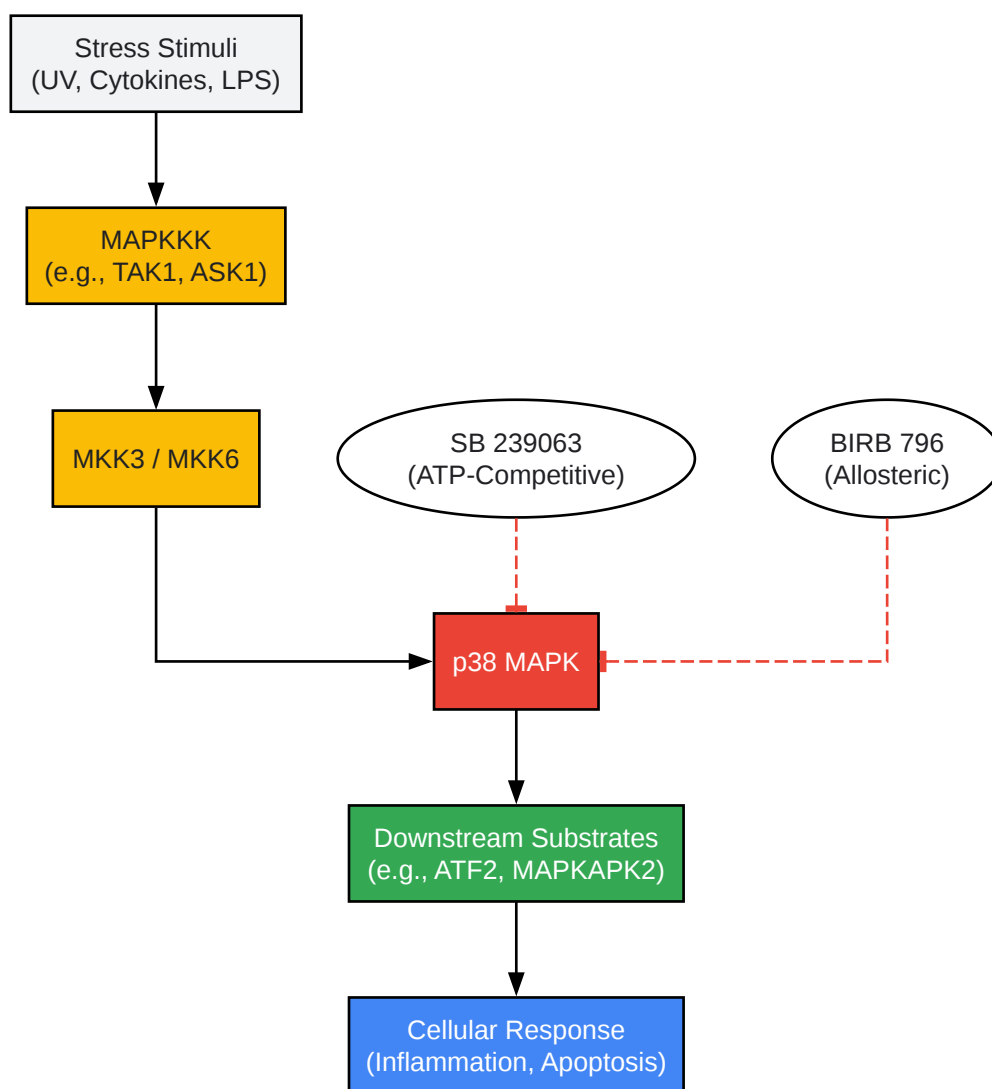 Stress Stimuli
(UV, Cytokines, LPS)
MAPKKK
(e.g., TAK1, ASK1)
MKK3 / MKK6
SB 239063
(ATP-Competitive)
BIRB 796
(Allosteric)
p38 MAPK
Downstream Substrates
(e.g., ATF2, MAPKAPK2)
Cellular Response
(Inflammation, Apoptosis)